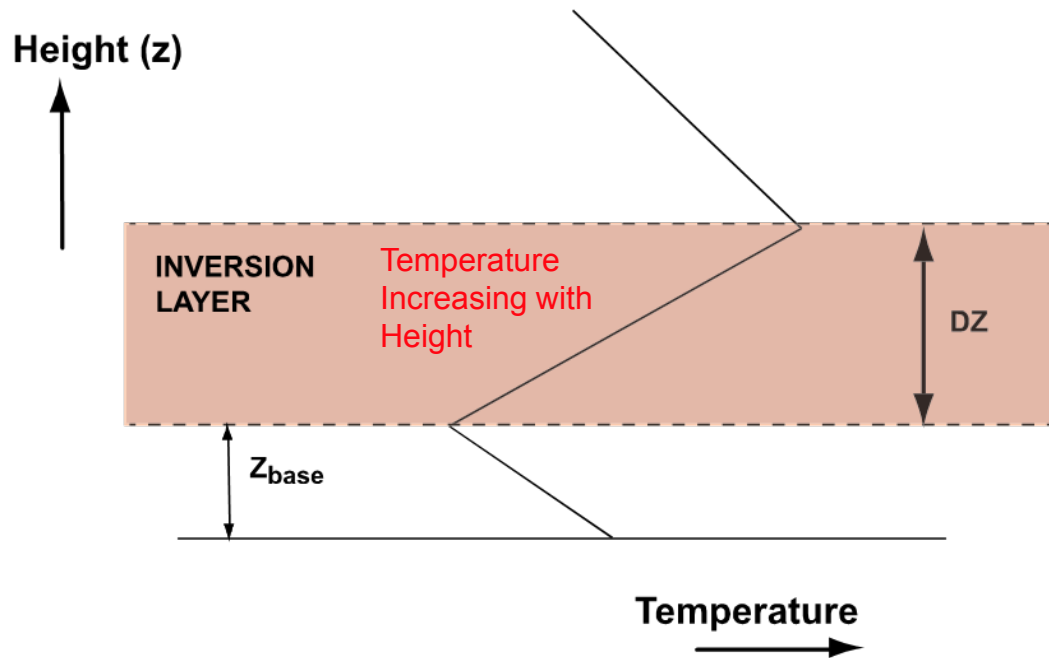 Height (z)
INVERSION
LAYER
Temperature
Increasing with
Height
DZ
Zbase
Temperature